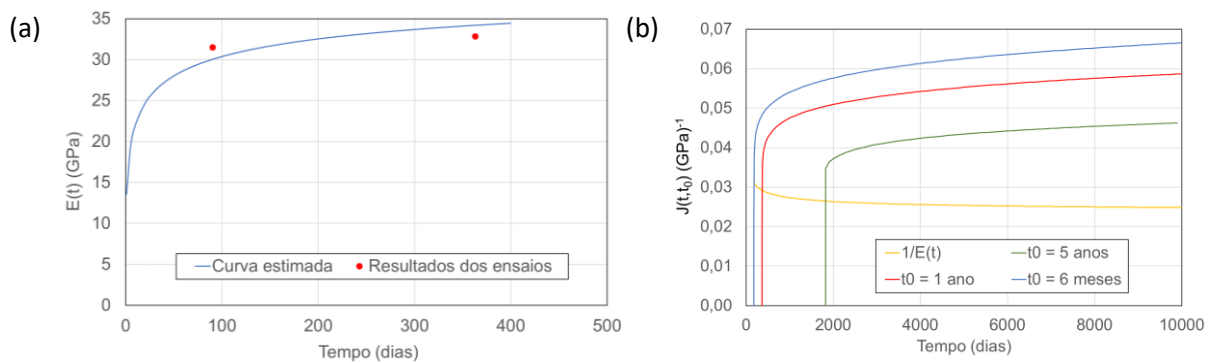 (a)
35
30
25
20
15
10
5
0
E(t) (GPa)
Curva estimada
Resultados dos ensaios
0 100 200 300 400 500
Tempo (dias)
(b)
0,07
0,06
0,05
0,04
0,03
0,02
0,01
0,00
J(t,t0) (GPa)-1
1/E(t) t0 = 5 anos
t0 = 1 ano t0 = 6 meses
0 2000 4000 6000 8000 10000
Tempo (dias)